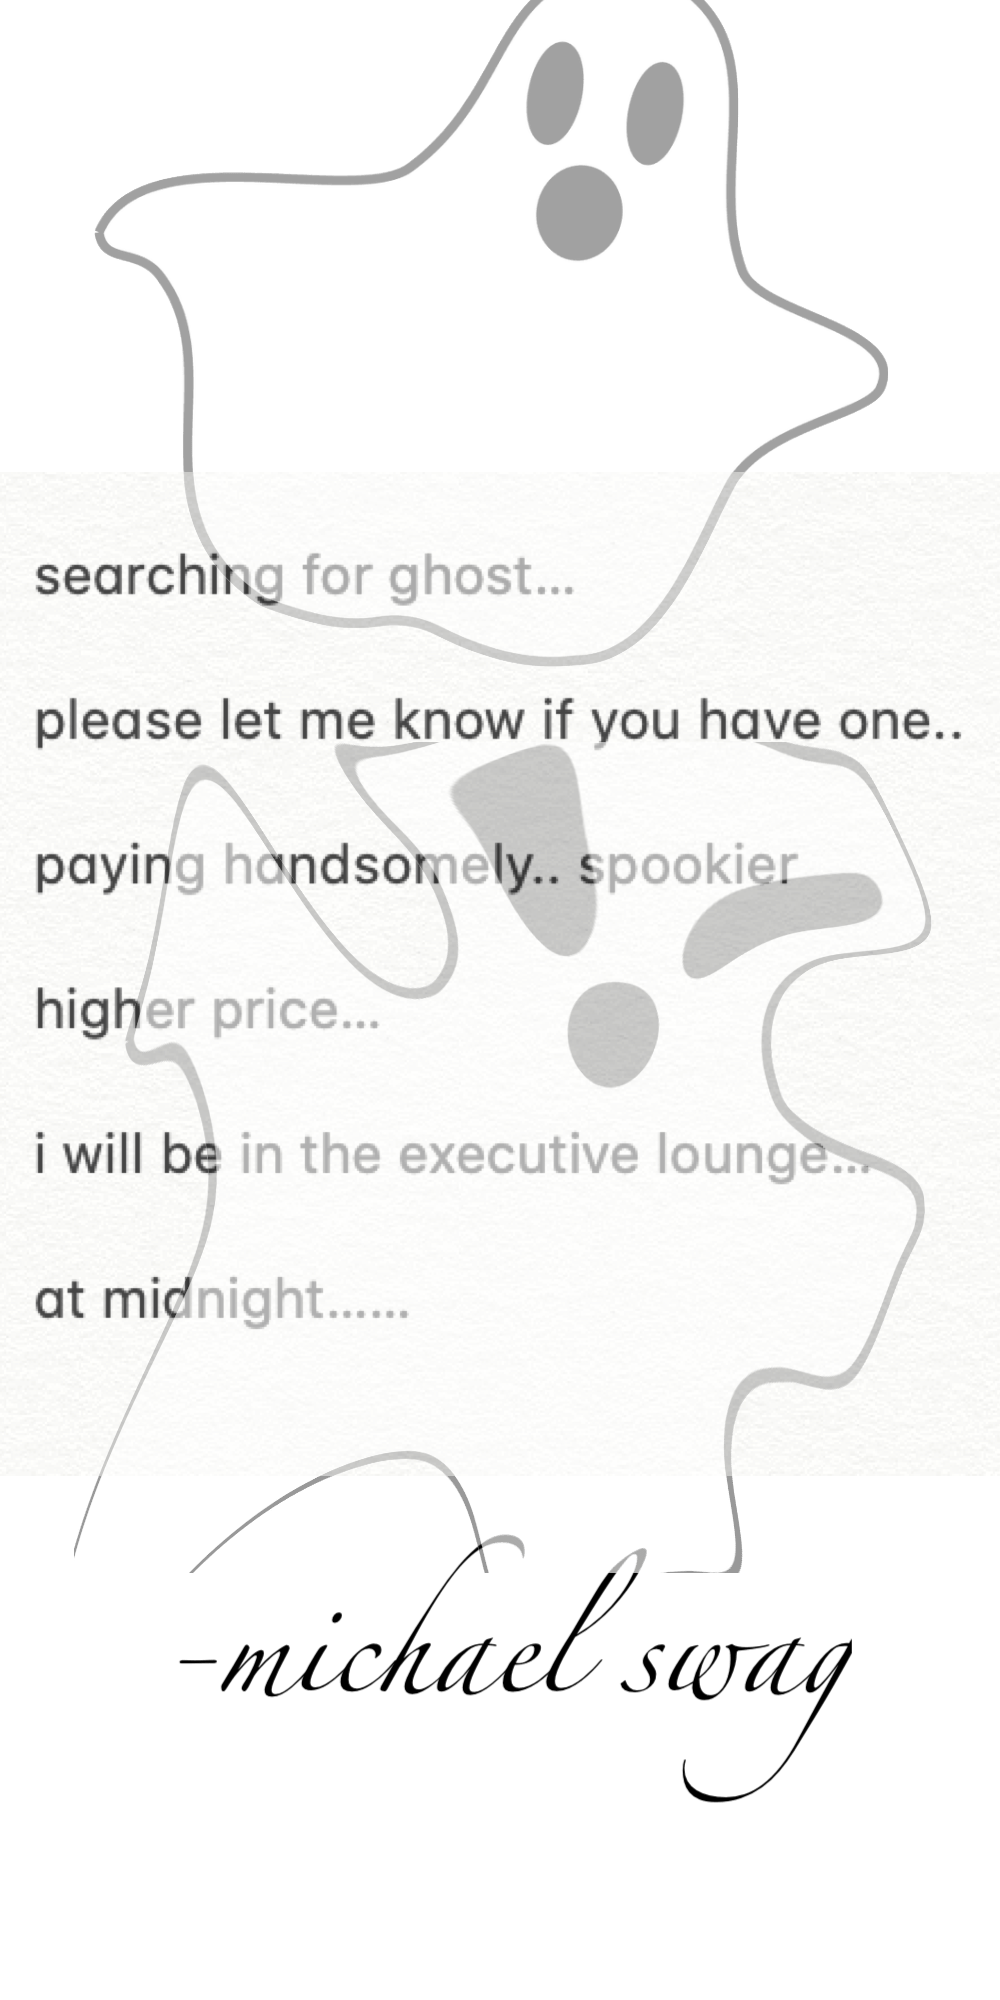 searching for ghost...
please let me know if you have one..
paying handsomely.. spookier
higher price...
i will be in the executive lounge...
at midnight......
-michael swag